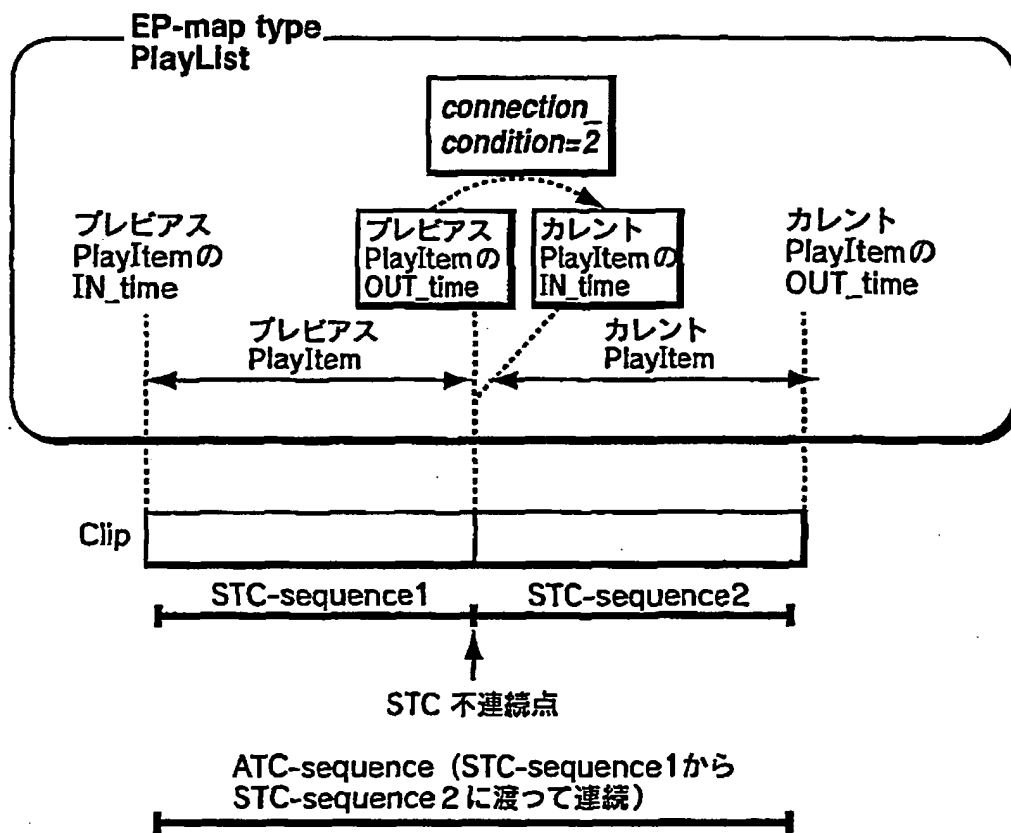 EP-map type
PlayList
connection_
condition=2
プレビアス
PlayItemの
IN_time
プレビアス
PlayItemの
OUT_time
カレント
PlayItemの
IN_time
カレント
PlayItemの
OUT_time
プレビアス
PlayItem
カレント
PlayItem
Clip
STC-sequence1
STC-sequence2
STC 不連続点
ATC-sequence (STC-sequence1から
STC-sequence2に渡って連続)